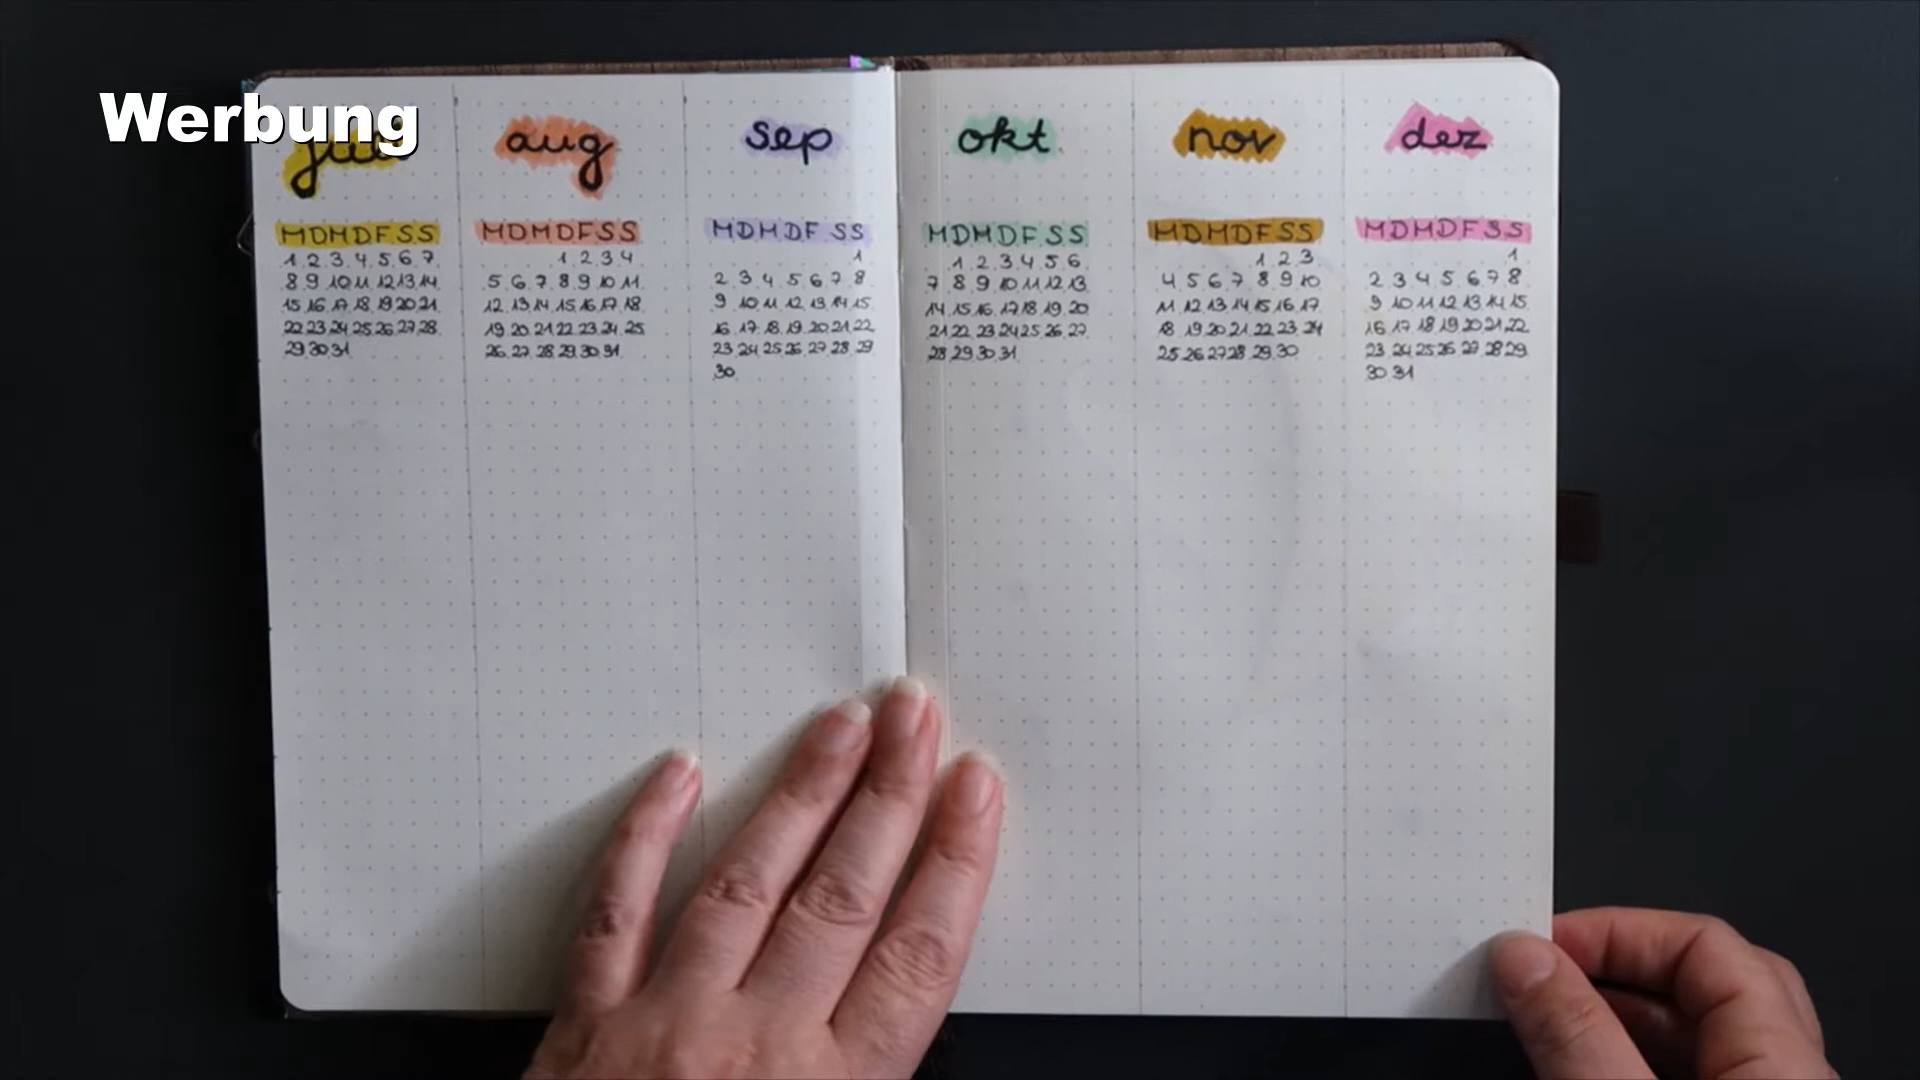 Werbung
juli
MDMDFSS
1 2 3 4 5 6 7
8 9 10 11 12 13 14
15 16 17 18 19 20 21
22 23 24 25 26 27 28
29 30 31
aug
MDMDFSS
1 2 3 4
5 6 7 8 9 10 11
12 13 14 15 16 17 18
19 20 21 22 23 24 25
26 27 28 29 30 31
sep
MDMDFSS
1
2 3 4 5 6 7 8
9 10 11 12 13 14 15
16 17 18 19 20 21 22
23 24 25 26 27 28 29
30
okt
MDMDFSS
1 2 3 4 5 6
7 8 9 10 11 12 13
14 15 16 17 18 19 20
21 22 23 24 25 26 27
28 29 30 31
nov
MDMDFSS
1 2 3
4 5 6 7 8 9 10
11 12 13 14 15 16 17
18 19 20 21 22 23 24
25 26 27 28 29 30
dez
MDMDFSS
1
2 3 4 5 6 7 8
9 10 11 12 13 14 15
16 17 18 19 20 21 22
23 24 25 26 27 28 29
30 31